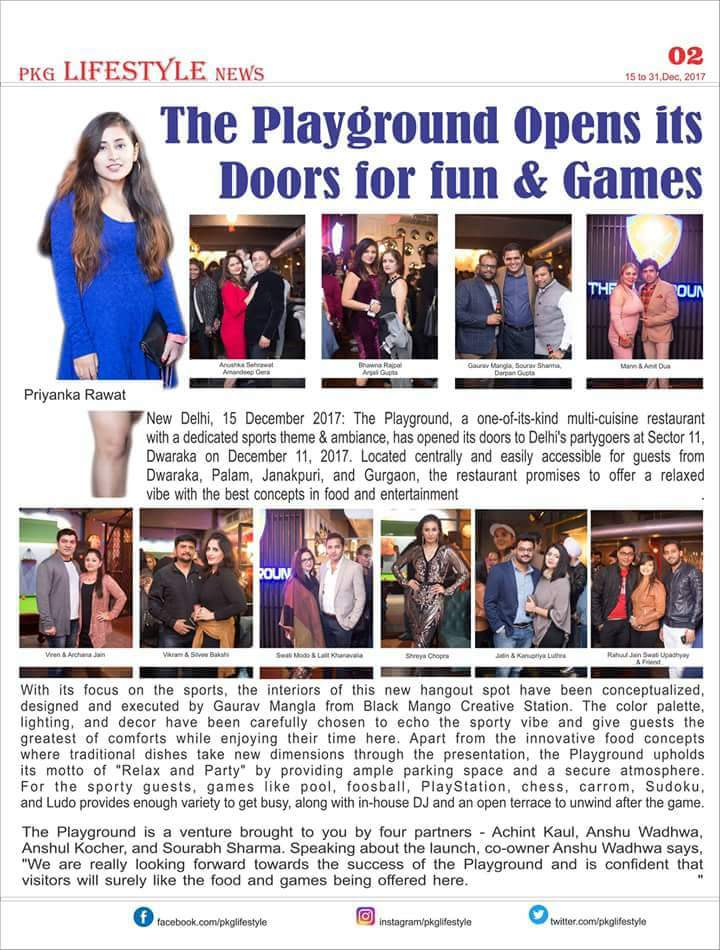 PKG LIFESTYLE NEWS
02
15 to 31,Dec, 2017
The Playground Opens its
Doors for fun & Games
Anushka Sehrawat
Amandeep Gera
Bhawna Rajpal
Anjali Gupta
Gaurav Mangla, Sourav Sharma,
Darpan Gupta
THE
OUN
Mann & Amit Dua
Priyanka Rawat
New Delhi, 15 December 2017: The Playground, a one-of-its-kind multi-cuisine restaurant
with a dedicated sports theme & ambiance, has opened its doors to Delhi's partygoers at Sector 11,
Dwaraka on December 11, 2017. Located centrally and easily accessible for guests from
Dwaraka, Palam, Janakpuri, and Gurgaon, the restaurant promises to offer a relaxed
vibe with the best concepts in food and entertainment .
ROUN
Viren & Archana Jain
Vikram & Silvee Bakshi
Swati Modo & Lalit Khanavalia
Shreya Chopra
Jatin & Kanupriya Luthra
Rahuul Jain Swati Upadhyay
& Friend
With its focus on the sports, the interiors of this new hangout spot have been conceptualized,
designed and executed by Gaurav Mangla from Black Mango Creative Station. The color palette,
lighting, and decor have been carefully chosen to echo the sporty vibe and give guests the
greatest of comforts while enjoying their time here. Apart from the innovative food concepts
where traditional dishes take new dimensions through the presentation, the Playground upholds
its motto of "Relax and Party" by providing ample parking space and a secure atmosphere.
For the sporty guests, games like pool, foosball, PlayStation, chess, carrom, Sudoku,
and Ludo provides enough variety to get busy, along with in-house DJ and an open terrace to unwind after the game.
The Playground is a venture brought to you by four partners - Achint Kaul, Anshu Wadhwa,
Anshul Kocher, and Sourabh Sharma. Speaking about the launch, co-owner Anshu Wadhwa says,
"We are really looking forward towards the success of the Playground and is confident that
visitors will surely like the food and games being offered here. "
facebook.com/pkglifestyle
instagram/pkglifestyle
twitter.com/pkglifestyle